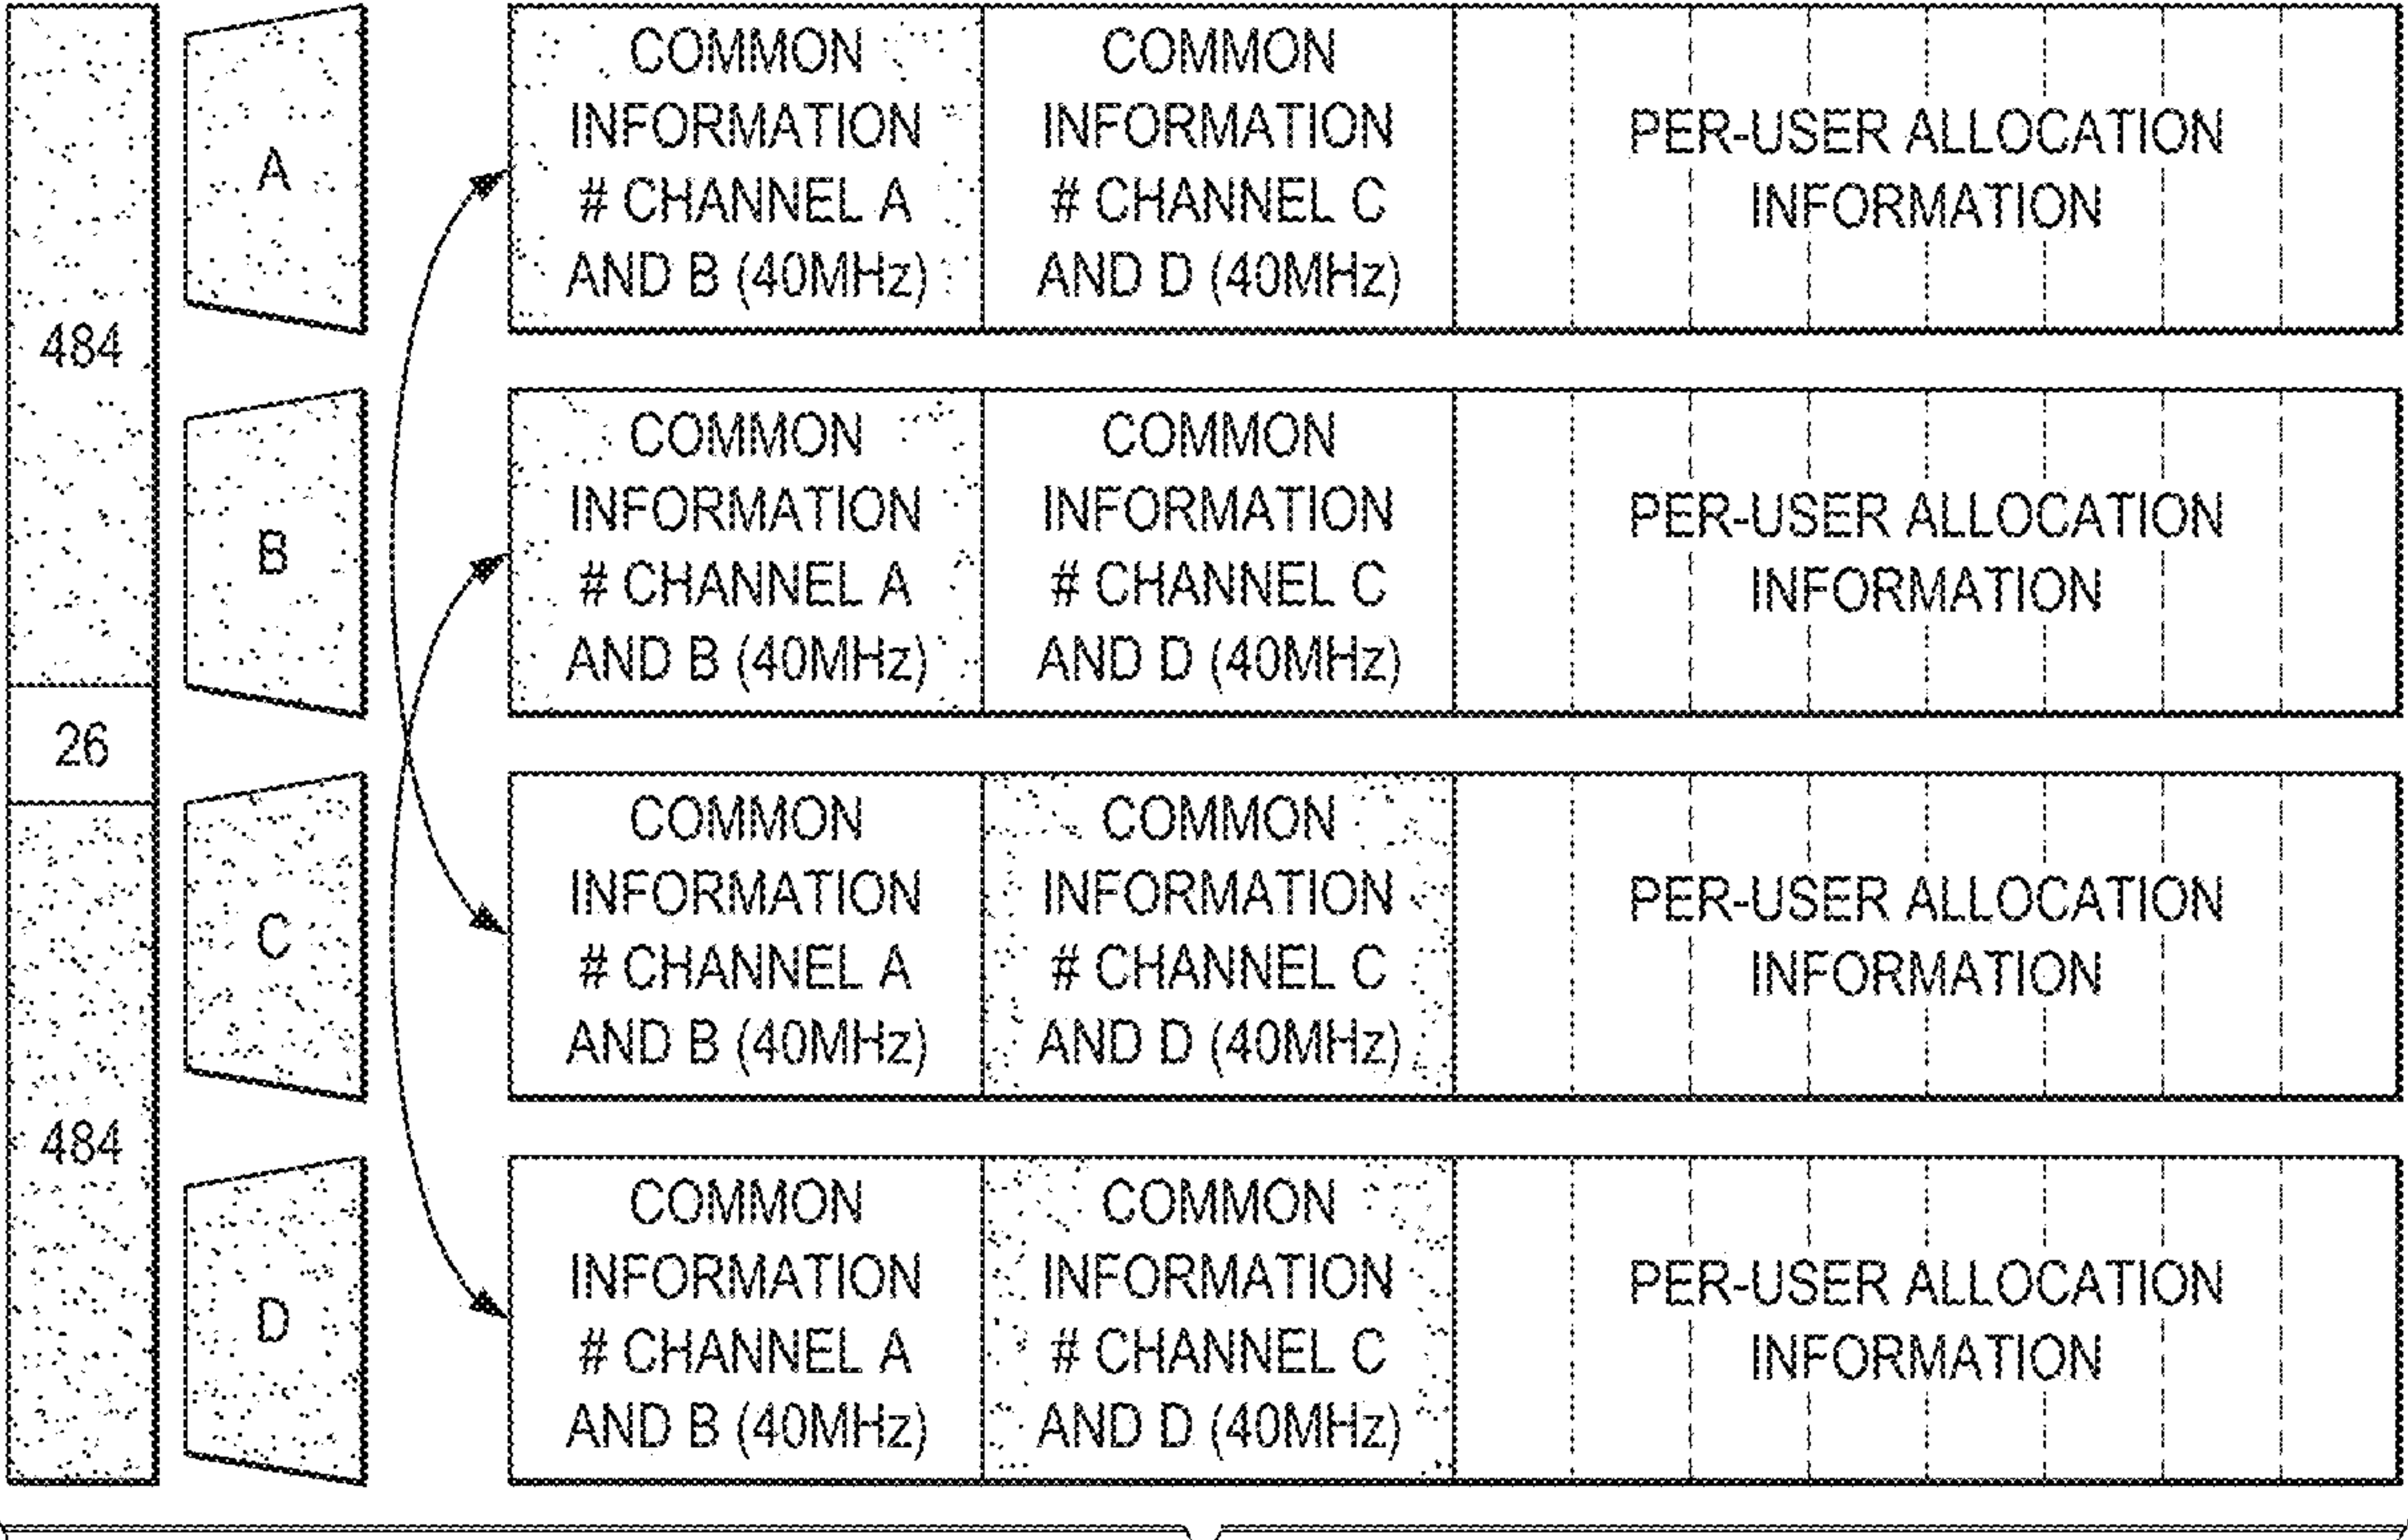 484
26
484
A
COMMON
INFORMATION
# CHANNEL A
AND B (40MHz)
COMMON
INFORMATION
# CHANNEL C
AND D (40MHz)
PER-USER ALLOCATION
INFORMATION
B
COMMON
INFORMATION
# CHANNEL A
AND B (40MHz)
COMMON
INFORMATION
# CHANNEL C
AND D (40MHz)
PER-USER ALLOCATION
INFORMATION
C
COMMON
INFORMATION
# CHANNEL A
AND B (40MHz)
COMMON
INFORMATION
# CHANNEL C
AND D (40MHz)
PER-USER ALLOCATION
INFORMATION
D
COMMON
INFORMATION
# CHANNEL A
AND B (40MHz)
COMMON
INFORMATION
# CHANNEL C
AND D (40MHz)
PER-USER ALLOCATION
INFORMATION